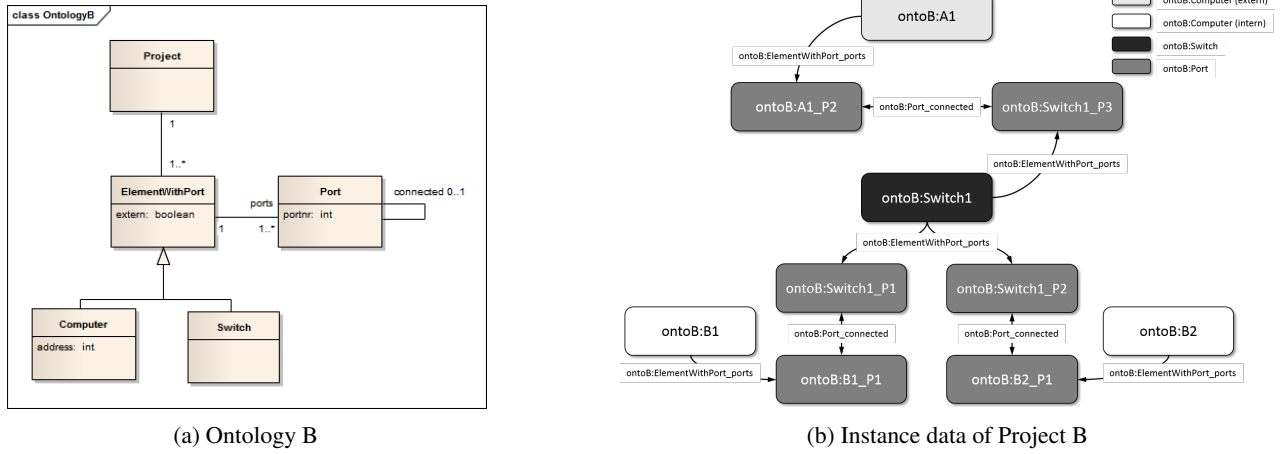 class OntologyB
Project
1
1..*
ElementWithPort
extern: boolean
ports
1
1..*
Port
portnr: int
connected 0..1
Computer
address: int
Switch
(a) Ontology B
ontoB:A1
ontoB:Computer (extern)
ontoB:Computer (intern)
ontoB:Switch
ontoB:Port
ontoB:ElementWithPort_ports
ontoB:A1_P2
ontoB:Port_connected
ontoB:Switch1_P3
ontoB:ElementWithPort_ports
ontoB:Switch1
ontoB:ElementWithPort_ports
ontoB:Switch1_P1
ontoB:Switch1_P2
ontoB:B1
ontoB:Port_connected
ontoB:Port_connected
ontoB:B2
ontoB:ElementWithPort_ports
ontoB:B1_P1
ontoB:B2_P1
ontoB:ElementWithPort_ports
(b) Instance data of Project B